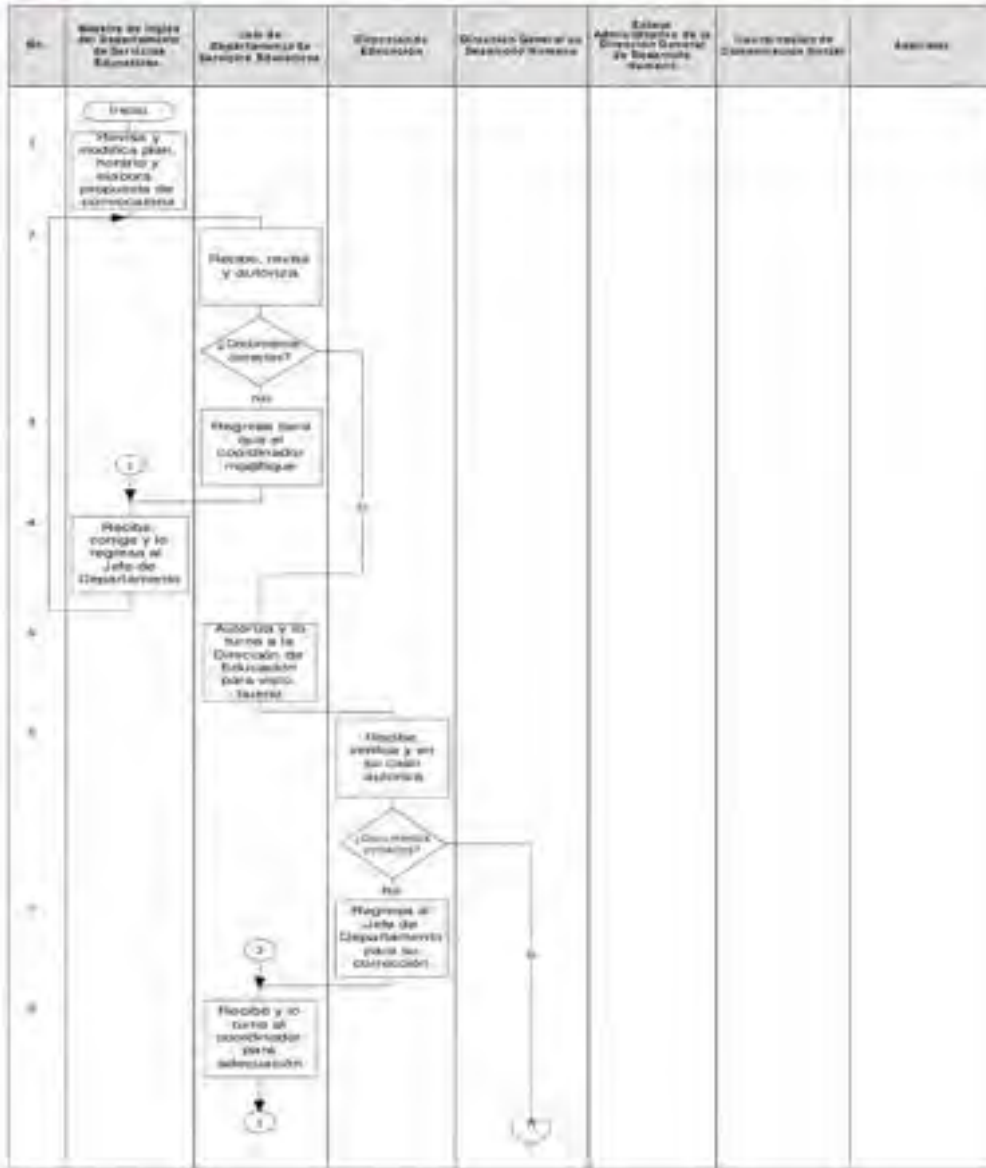 No.
Maestro de Inglés
del Departamento
de Servicios
Educativos
Jefe de
Departamento de
Servicios Educativos
Dirección de
Educación
Dirección General de
Desarrollo Humano
Enlace
Administrativo de la
Dirección General
de Desarrollo
Humano
Comunicación Social
Inicio
1
Revisa y
modifica plan,
horario y
elabora
propuesta de
convocatoria
2
Recibe, revisa
y autoriza
¿Documentos
correctos?
No
3
Regresa para
que el
coordinador
modifique
1
4
Recibe,
corrige y lo
regresa al
Jefe de
Departamento
Si
5
Autoriza y lo
turna a la
Dirección de
Educación
para visto
bueno
6
Recibe,
verifica y en
su caso
autoriza
¿Documentos
correctos?
No
7
Regresa al
Jefe de
Departamento
para su
corrección
2
Si
8
Recibe y lo
turna al
coordinador
para
adecuación
1
A